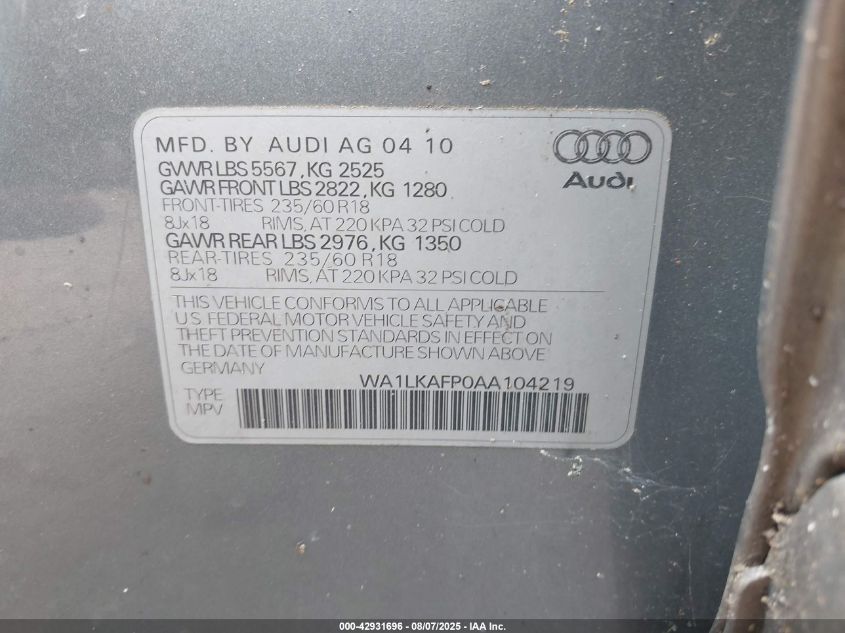 MFD. BY AUDI AG 04 10
GVWR LBS 5567, KG 2525
GAWR FRONT LBS 2822, KG 1280
FRONT-TIRES 235/60 R18
8Jx18 RIMS, AT 220 KPA 32 PSI COLD
GAWR REAR LBS 2976, KG 1350
REAR-TIRES 235/60 R18
8Jx18 RIMS, AT 220 KPA 32 PSI COLD
Audi
THIS VEHICLE CONFORMS TO ALL APPLICABLE
U.S. FEDERAL MOTOR VEHICLE SAFETY AND
THEFT PREVENTION STANDARDS IN EFFECT ON
THE DATE OF MANUFACTURE SHOWN ABOVE
GERMANY
WA1LKAFP0AA104219
TYPE
MPV
000-42931696 - 08/07/2025 - IAA Inc.